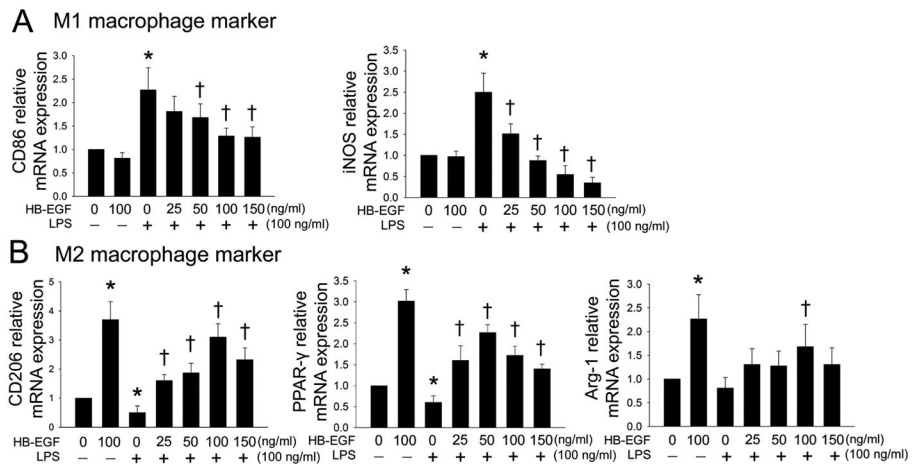 A M1 macrophage marker
CD86 relative
mRNA expression
3.0
2.5
2.0
1.5
1.0
0.5
0.0
*
†
†
†
HB-EGF 0 100 0 25 50 100 150 (ng/ml)
LPS – – + + + + + (100 ng/ml)
iNOS relative
mRNA expression
3.5
3.0
2.5
2.0
1.5
1.0
0.5
0.0
*
†
†
†
†
0 100 0 25 50 100 150 (ng/ml)
– – + + + + + (100 ng/ml)
B M2 macrophage marker
CD206 relative
mRNA expression
5
4
3
2
1
0
*
*
†
†
†
†
HB-EGF 0 100 0 25 50 100 150 (ng/ml)
LPS – – + + + + + (100 ng/ml)
PPAR-γ relative
mRNA expression
3.5
3.0
2.5
2.0
1.5
1.0
0.5
0.0
*
*
†
†
†
†
HB-EGF 0 100 0 25 50 100 150 (ng/ml)
LPS – – + + + + + (100 ng/ml)
Arg-1 relative
mRNA expression
3.0
2.5
2.0
1.5
1.0
0.5
0.0
*
†
HB-EGF 0 100 0 25 50 100 150 (ng/ml)
LPS – – + + + + + (100 ng/ml)